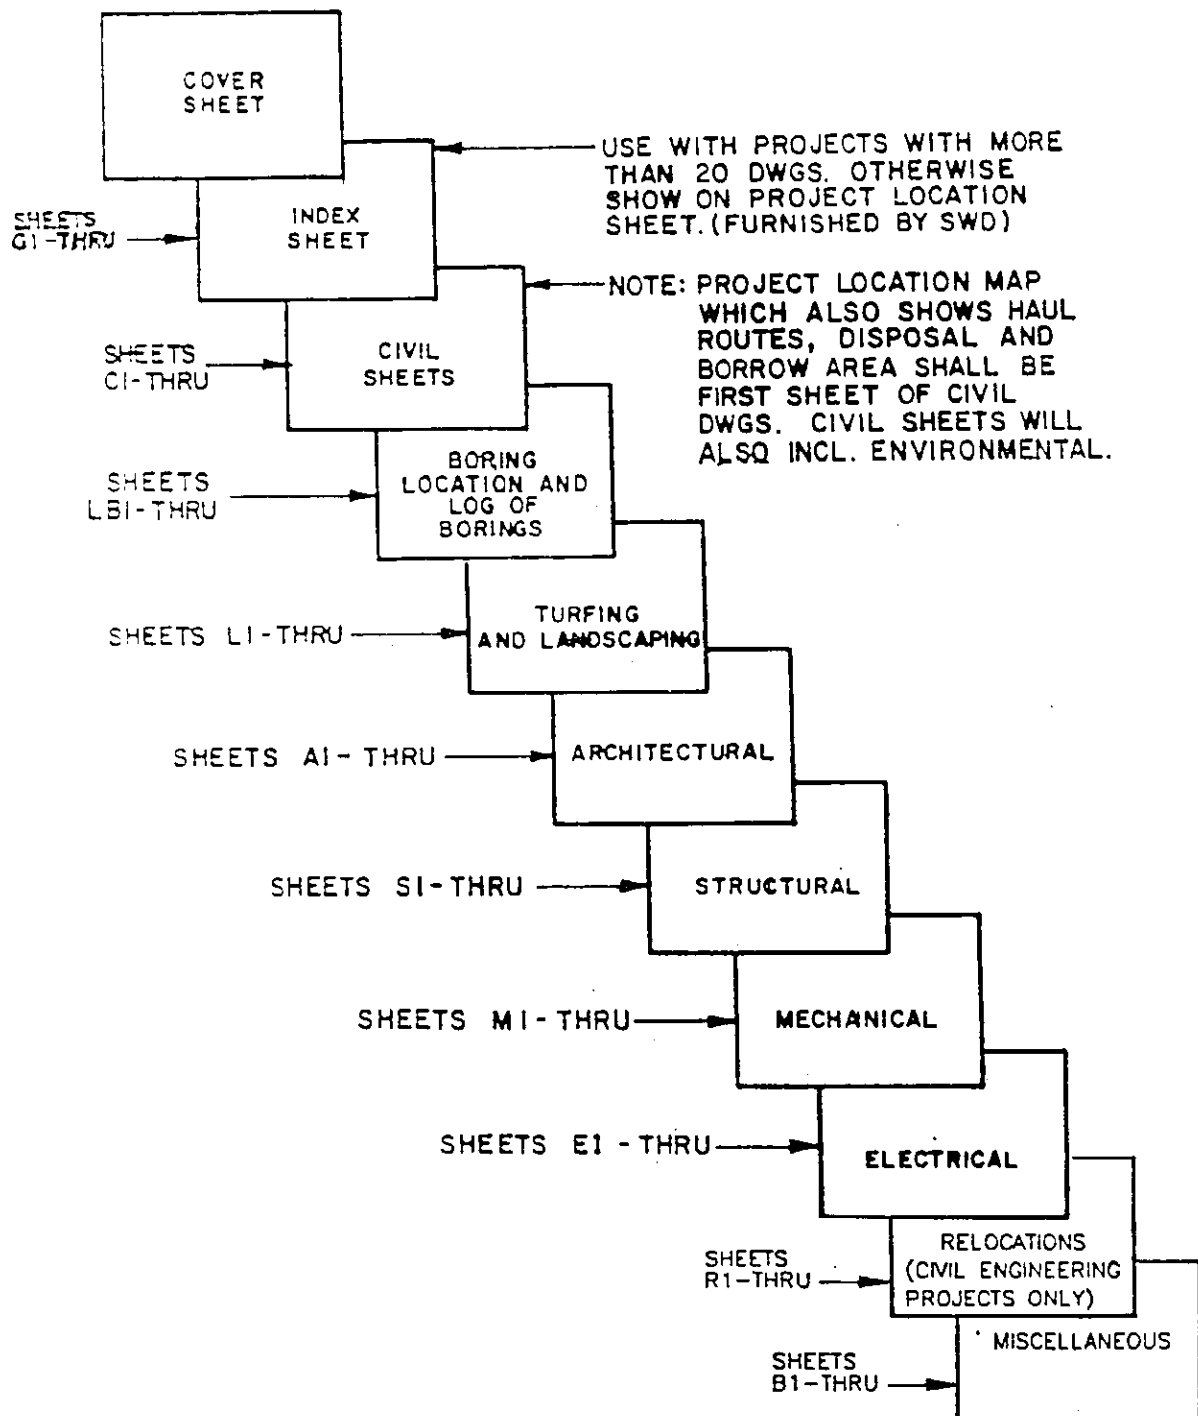 COVER
SHEET
USE WITH PROJECTS WITH MORE
THAN 20 DWGS. OTHERWISE
SHOW ON PROJECT LOCATION
SHEET. (FURNISHED BY SWD)
SHEETS
G1-THRU
INDEX
SHEET
NOTE: PROJECT LOCATION MAP
WHICH ALSO SHOWS HAUL
ROUTES, DISPOSAL AND
BORROW AREA SHALL BE
FIRST SHEET OF CIVIL
DWGS. CIVIL SHEETS WILL
ALSO INCL. ENVIRONMENTAL.
SHEETS
C1-THRU
CIVIL
SHEETS
SHEETS
LB1-THRU
BORING
LOCATION AND
LOG OF
BORINGS
SHEETS L1-THRU
TURFING
AND LANDSCAPING
SHEETS A1-THRU
ARCHITECTURAL
SHEETS S1-THRU
STRUCTURAL
SHEETS M1-THRU
MECHANICAL
SHEETS E1-THRU
ELECTRICAL
SHEETS
R1-THRU
RELOCATIONS
(CIVIL ENGINEERING
PROJECTS ONLY)
SHEETS
B1-THRU
MISCELLANEOUS